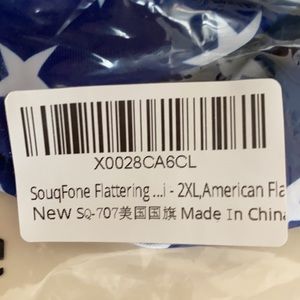 X0028CA6CL
SouqFone Flattering ...i - 2XL,American Fla
New SQ-707美国国旗 Made In China